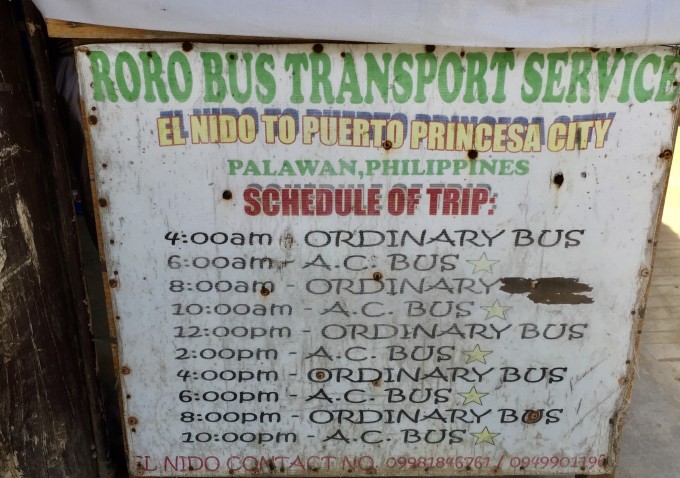 RORO BUS TRANSPORT SERVICE
EL NIDO TO PUERTO PRINCESA CITY
PALAWAN,PHILIPPINES
SCHEDULE OF TRIP:
4:00am - ORDINARY BUS
6:00am - A.C. BUS
8:00am - ORDINARY
10:00am - A.C. BUS
12:00pm - ORDINARY BUS
2:00pm - A.C. BUS
4:00pm - ORDINARY BUS
6:00pm - A.C. BUS
8:00pm - ORDINARY BUS
10:00pm - A.C. BUS
EL NIDO CONTACT NO. 09981846761 /